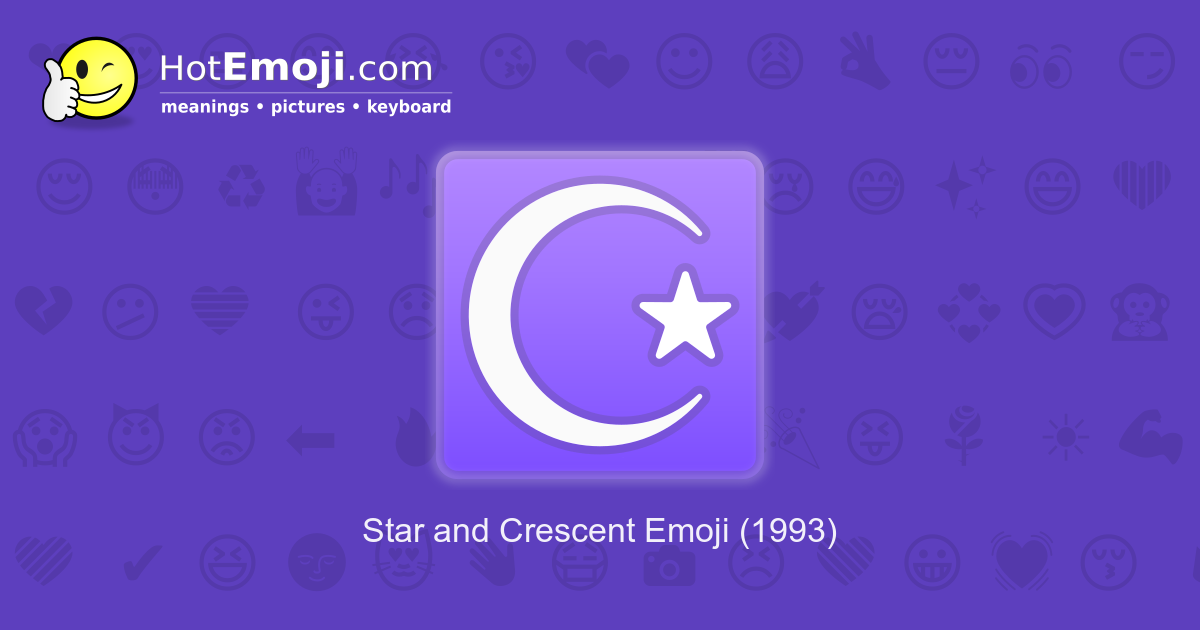 HotEmoji.com
meanings • pictures • keyboard
Star and Crescent Emoji (1993)